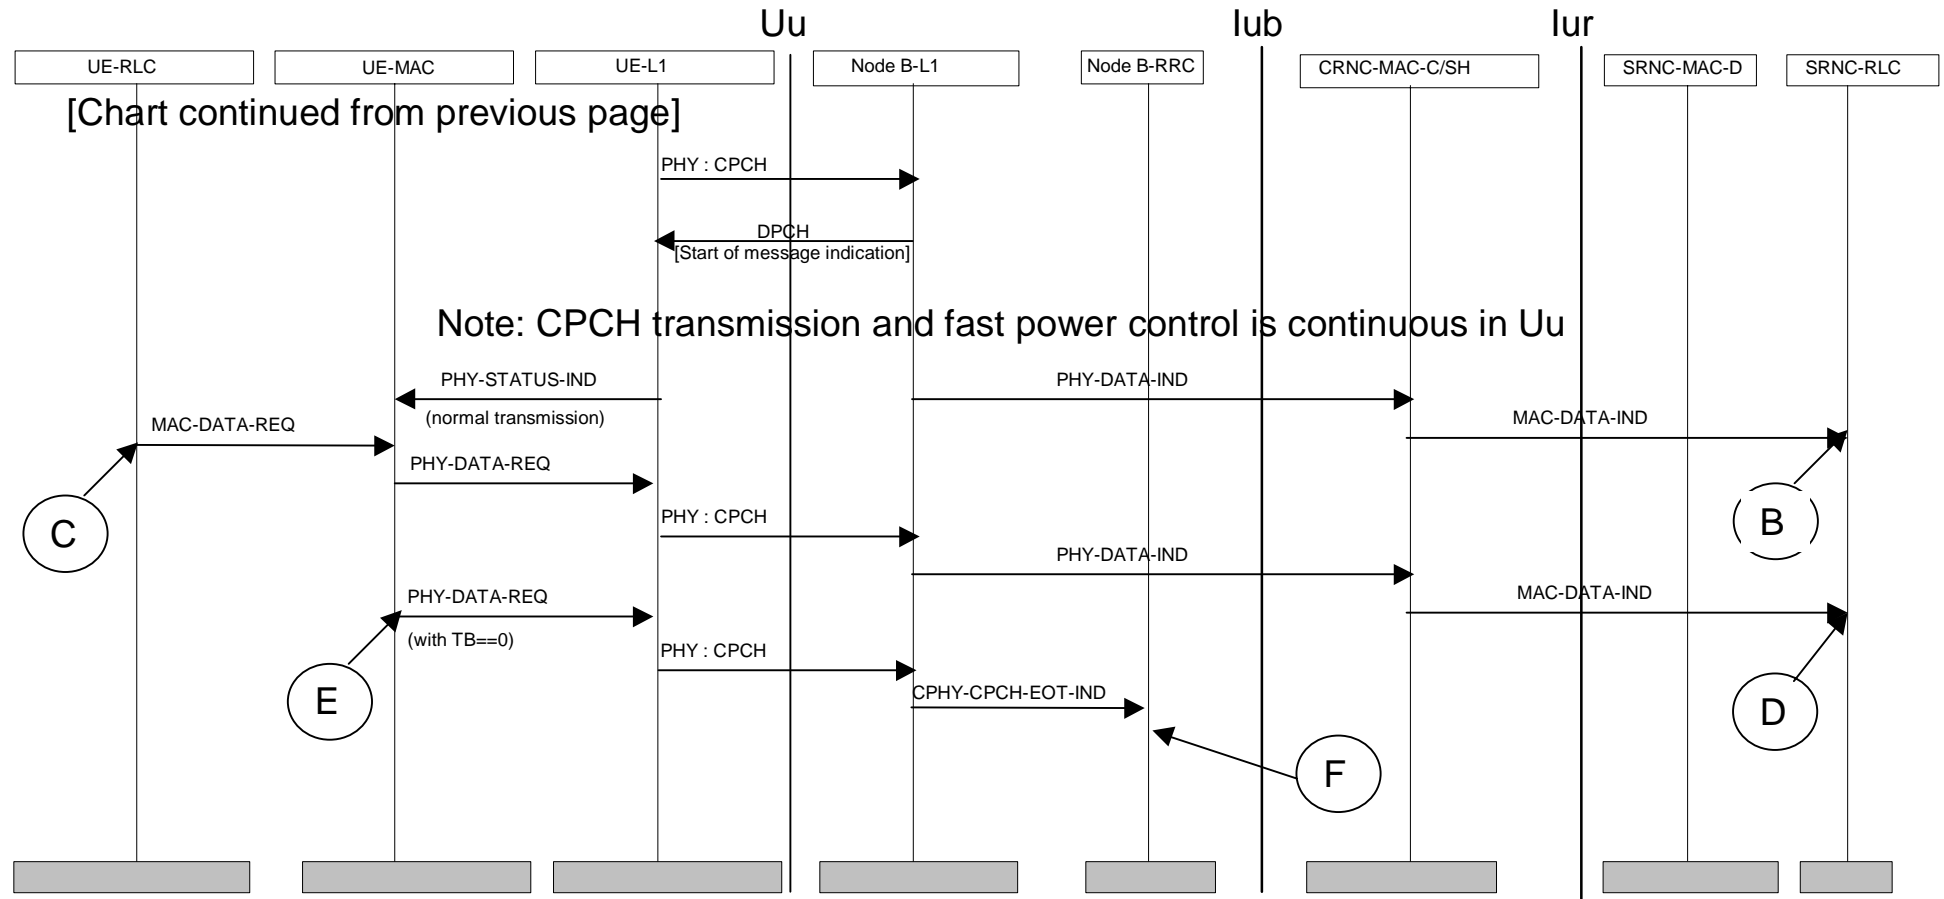 Uu
Iub
Iur
UE-RLC
UE-MAC
UE-L1
Node B-L1
Node B-RRC
CRNC-MAC-C/SH
SRNC-MAC-D
SRNC-RLC
[Chart continued from previous page]
PHY : CPCH
DPCH
[Start of message indication]
Note: CPCH transmission and fast power control is continuous in Uu
PHY-STATUS-IND
(normal transmission)
PHY-DATA-IND
MAC-DATA-REQ
MAC-DATA-IND
PHY-DATA-REQ
C
B
PHY : CPCH
PHY-DATA-IND
PHY-DATA-REQ
(with TB==0)
MAC-DATA-IND
PHY : CPCH
E
CPHY-CPCH-EOT-IND
D
F